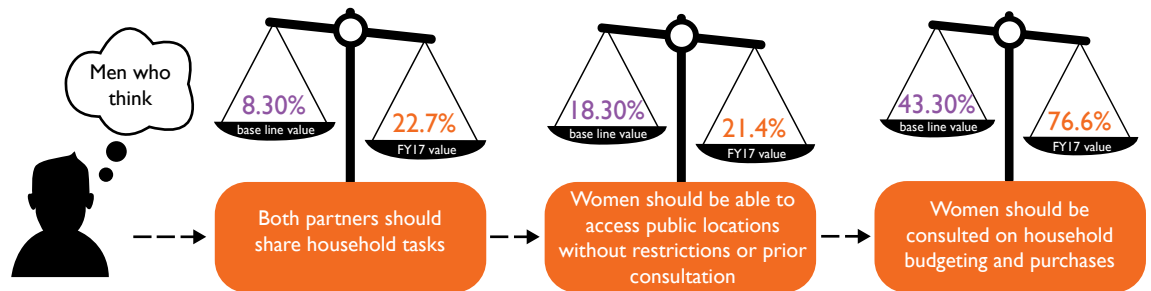 Men who
think
8.30%
base line value
22.7%
FY17 value
Both partners should
share household tasks
18.30%
base line value
21.4%
FY17 value
Women should be able to
access public locations
without restrictions or prior
consultation
43.30%
base line value
76.6%
FY17 value
Women should be
consulted on household
budgeting and purchases